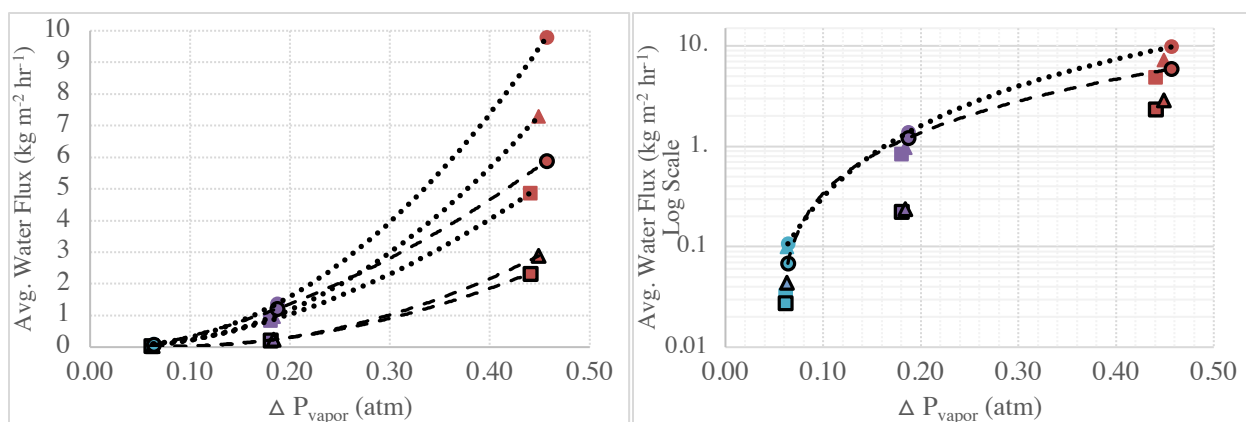 Avg. Water Flux (kg m⁻² hr⁻¹)
10
9
8
7
6
5
4
3
2
1
0
0.00 0.10 0.20 0.30 0.40 0.50
Δ P_vapor (atm)
Avg. Water Flux (kg m⁻² hr⁻¹)
Log Scale
10.
1.
0.1
0.01
0.00 0.10 0.20 0.30 0.40 0.50
Δ P_vapor (atm)